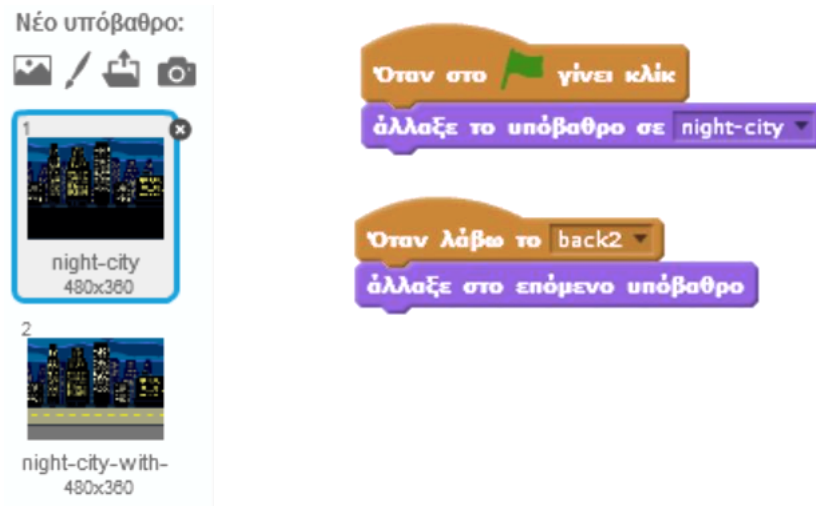 Νέο υπόβαθρο:
1
night-city
480x360
2
night-city-with-
480x360
Όταν στο γίνει κλίκ
άλλαξε το υπόβαθρο σε night-city
Όταν λάβω το back2
άλλαξε στο επόμενο υπόβαθρο